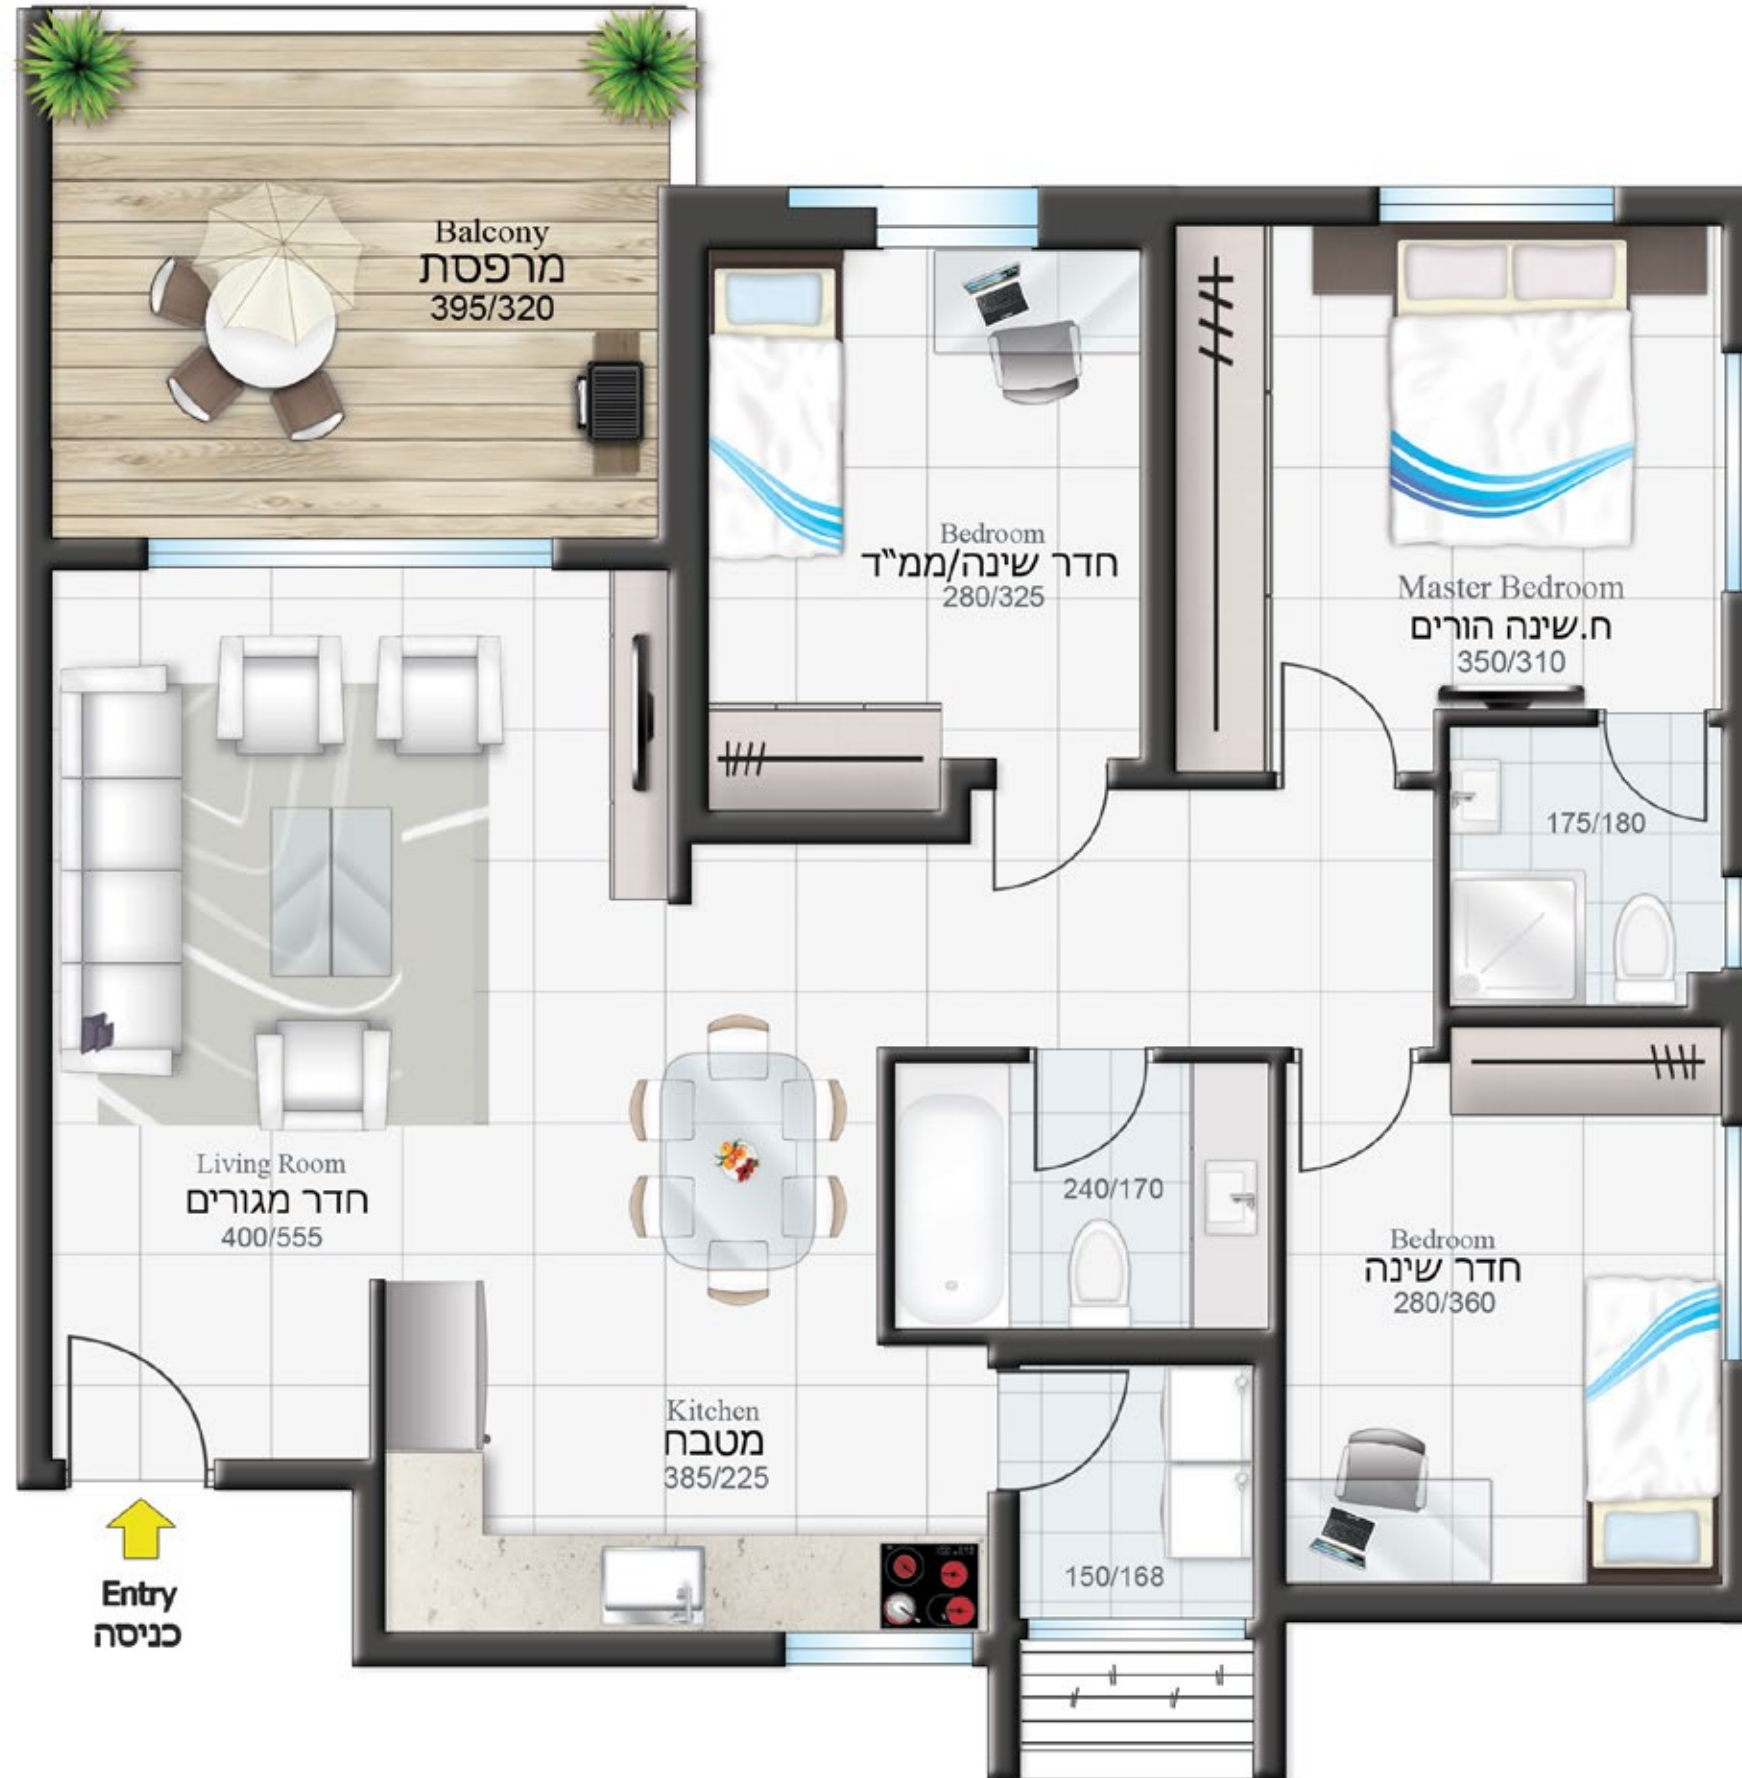 Balcony
מרפסת
395/320
Bedroom
חדר שינה/ממ"ד
280/325
Master Bedroom
ח.שינה הורים
350/310
175/180
Living Room
חדר מגורים
400/555
240/170
Bedroom
חדר שינה
280/360
Kitchen
מטבח
385/225
150/168
Entry
כניסה